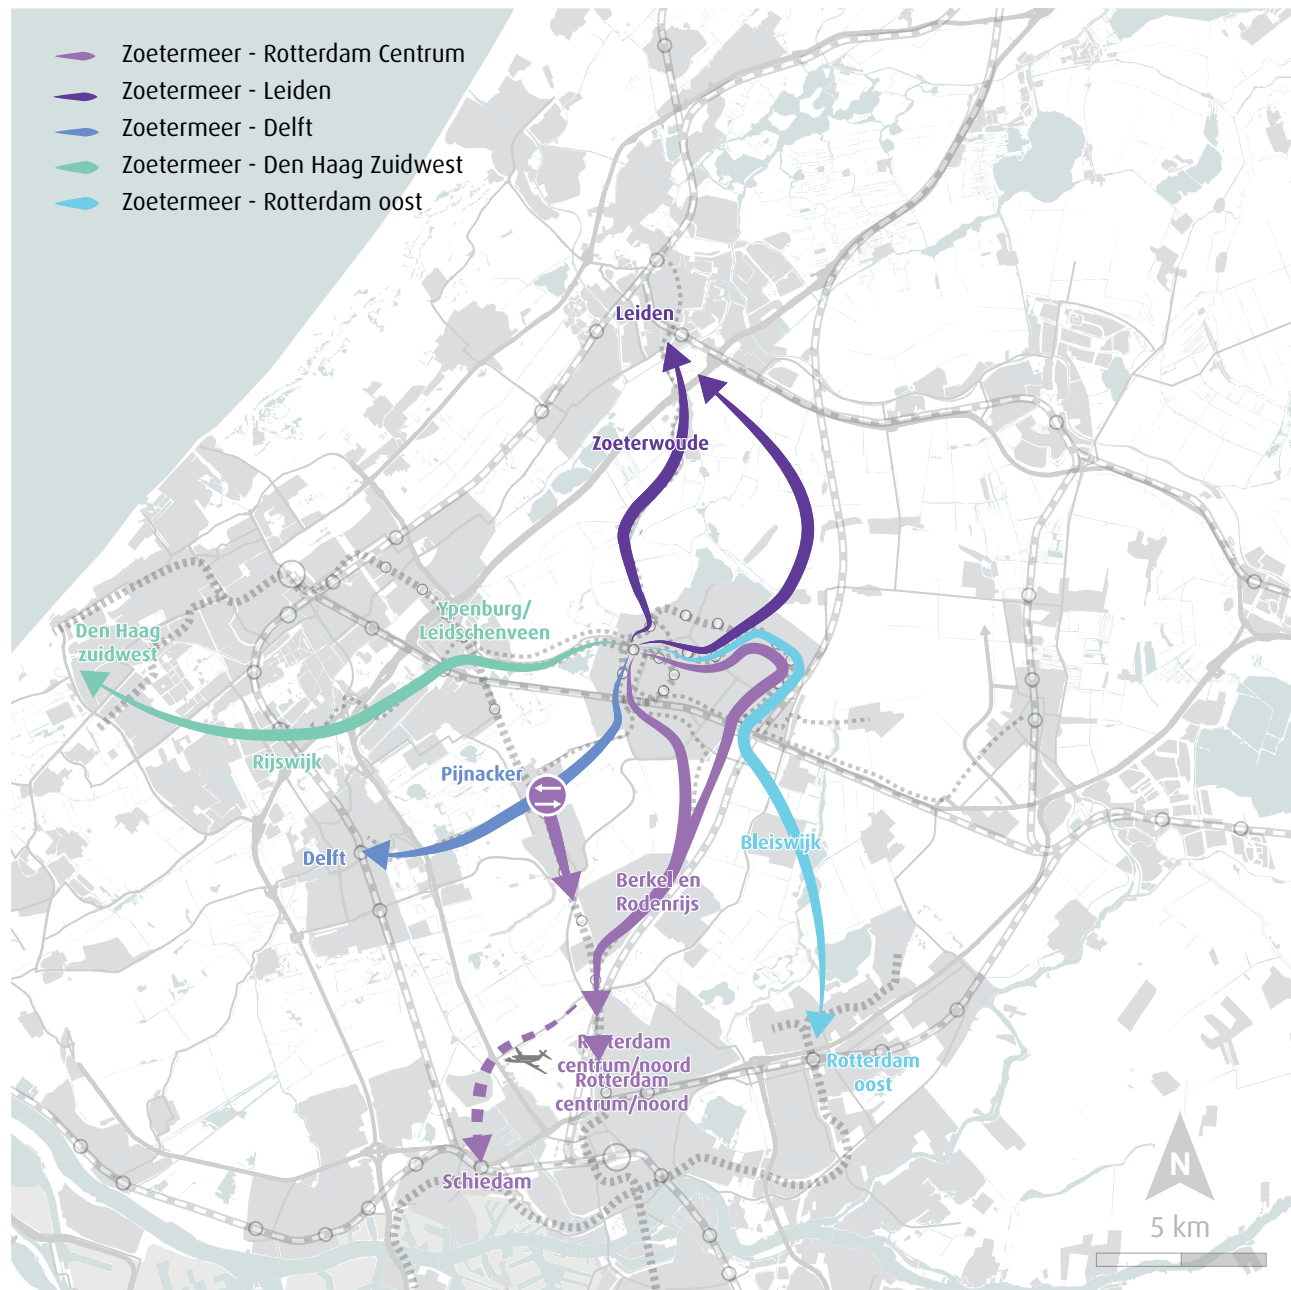 Zoetermeer - Rotterdam Centrum
Zoetermeer - Leiden
Zoetermeer - Delft
Zoetermeer - Den Haag Zuidwest
Zoetermeer - Rotterdam oost
Leiden
Zoeterwoude
Ypenburg/
Leidschenveen
Den Haag
zuidwest
Rijswijk
Pijnacker
Delft
Bleiswijk
Berkel en
Rodenrijs
Rotterdam
centrum/noord
Rotterdam
centrum/noord
Rotterdam
oost
Schiedam
N
5 km